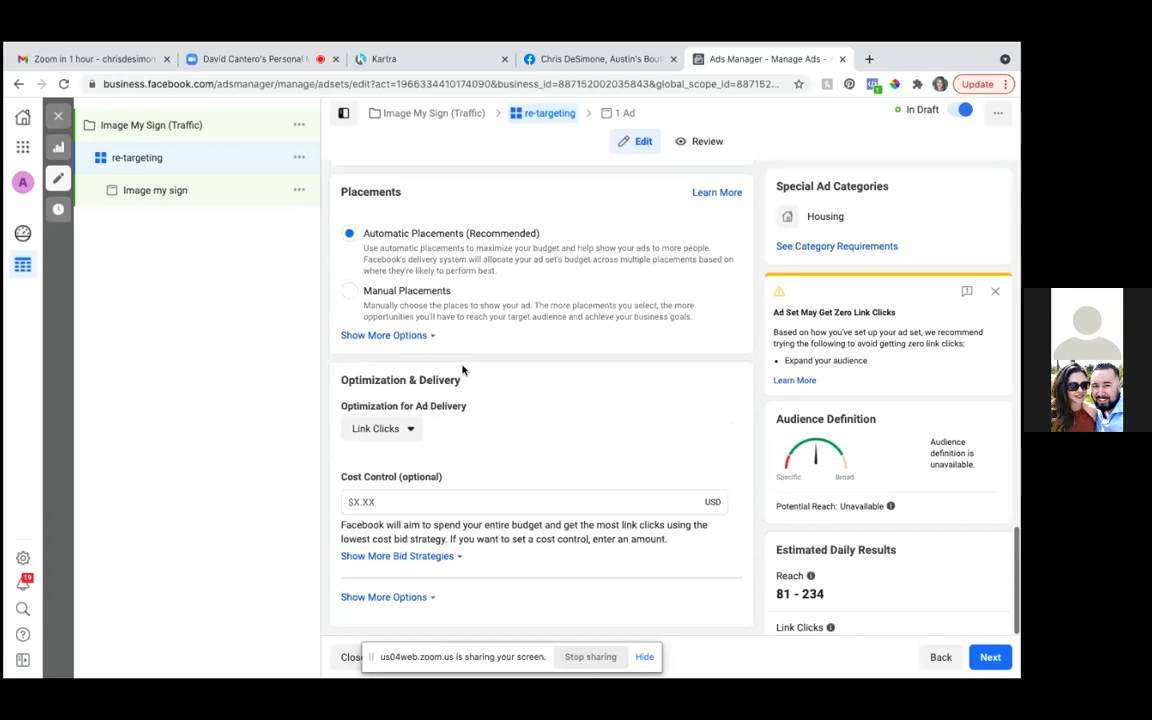 Zoom in 1 hour - chrisdesimon
David Cantero's Personal
Kartra
Chris DeSimone, Austin's Bou
Ads Manager - Manage Ads -
business.facebook.com/adsmanager/manage/adsets/edit?act=1966334410174090&business_id=887152002035843&global_scope_id=887152...
Update
Image My Sign (Traffic)
re-targeting
Image my sign
A
19
Image My Sign (Traffic)
re-targeting
1 Ad
In Draft
Edit
Review
Placements
Learn More
Automatic Placements (Recommended)
Use automatic placements to maximize your budget and help show your ads to more people.
Facebook's delivery system will allocate your ad set's budget across multiple placements based on
where they're likely to perform best.
Manual Placements
Manually choose the places to show your ad. The more placements you select, the more
opportunities you'll have to reach your target audience and achieve your business goals.
Show More Options
Optimization & Delivery
Optimization for Ad Delivery
Link Clicks
Cost Control (optional)
$X.XX
USD
Facebook will aim to spend your entire budget and get the most link clicks using the
lowest cost bid strategy. If you want to set a cost control, enter an amount.
Show More Bid Strategies
Show More Options
Special Ad Categories
Housing
See Category Requirements
Ad Set May Get Zero Link Clicks
Based on how you've set up your ad set, we recommend
trying the following to avoid getting zero link clicks:
• Expand your audience
Learn More
Audience Definition
Specific
Broad
Audience
definition is
unavailable.
Potential Reach: Unavailable
Estimated Daily Results
Reach
81 - 234
Link Clicks
Clos
us04web.zoom.us is sharing your screen.
Stop sharing
Hide
Back
Next